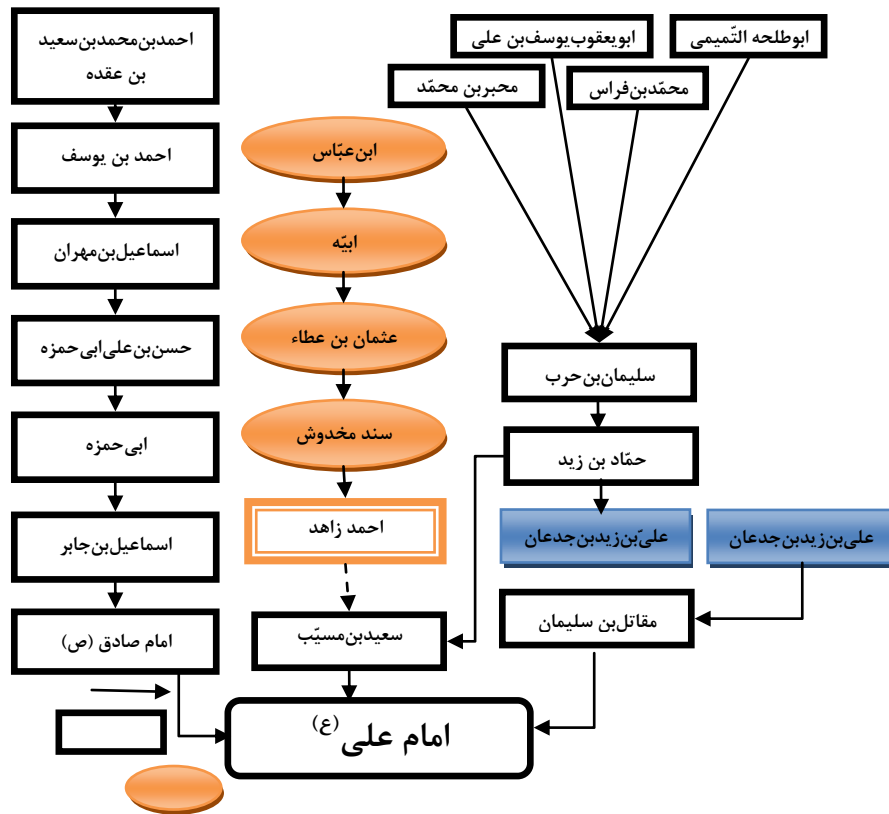 ابوطلحه التّمیمی
ابویعقوب‌یوسف‌بن علی
محمّدبن‌فراس
محبربن محمّد
سلیمان‌بن‌حرب
حمّاد بن زید
علی‌ّبن‌زیدبن‌جدعان
علی‌بن‌زیدبن‌جدعان
مقاتل‌بن سلیمان
ابن‌عبّاس
ابیّه
عثمان بن عطاء
سند مخدوش
احمد زاهد
سعیدبن‌مسیّب
احمدبن‌محمدبن‌سعید
بن عقده
احمد بن یوسف
اسماعیل‌بن‌مهران
حسن‌بن‌علی‌ابی‌حمزه
ابی‌حمزه
اسماعیل‌بن‌جابر
امام صادق (ص)
امام علی (ع)